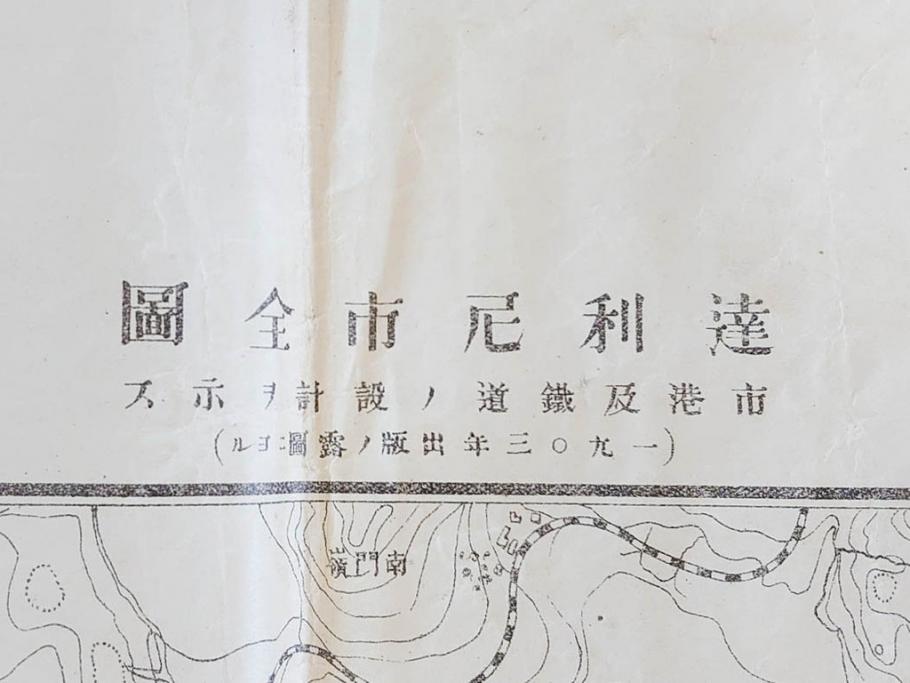 達利尼市全圖
市港及鐵道ノ設計ヲ示ス
(一九〇三年出版ノ露圖ニヨル)
南門嶺